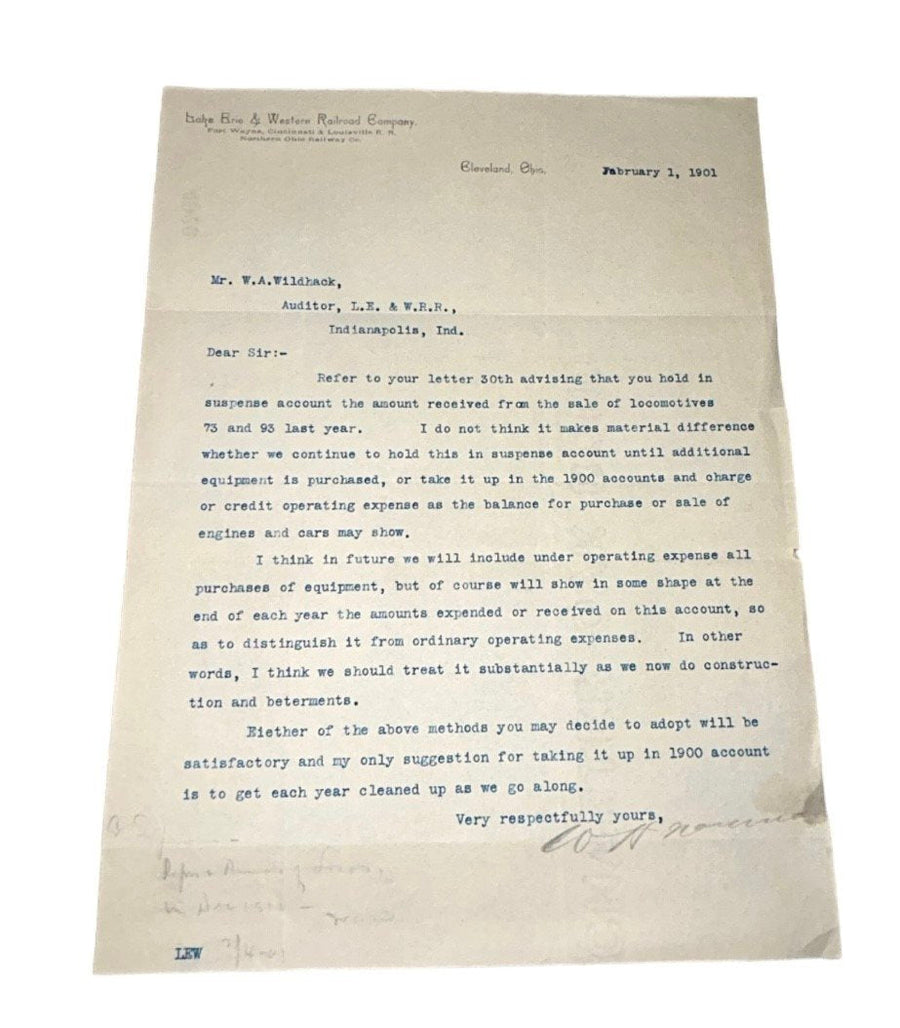 Lake Erie & Western Railroad Company.
Fort Wayne, Cincinnati & Louisville R. R.
Northern Ohio Railway Co.
Cleveland, Ohio, February 1, 1901
Mr. W.A.Wildhack,
Auditor, L.E. & W.R.R.,
Indianapolis, Ind.
Dear Sir:-
Refer to your letter 30th advising that you hold in
suspense account the amount received from the sale of locomotives
73 and 93 last year. I do not think it makes material difference
whether we continue to hold this in suspense account until additional
equipment is purchased, or take it up in the 1900 accounts and charge
or credit operating expense as the balance for purchase or sale of
engines and cars may show.
I think in future we will include under operating expense all
purchases of equipment, but of course will show in some shape at the
end of each year the amounts expended or received on this account, so
as to distinguish it from ordinary operating expenses. In other
words, I think we should treat it substantially as we now do construc-
tion and beterments.
Eiether of the above methods you may decide to adopt will be
satisfactory and my only suggestion for taking it up in 1900 account
is to get each year cleaned up as we go along.
Very respectfully yours,
LEW